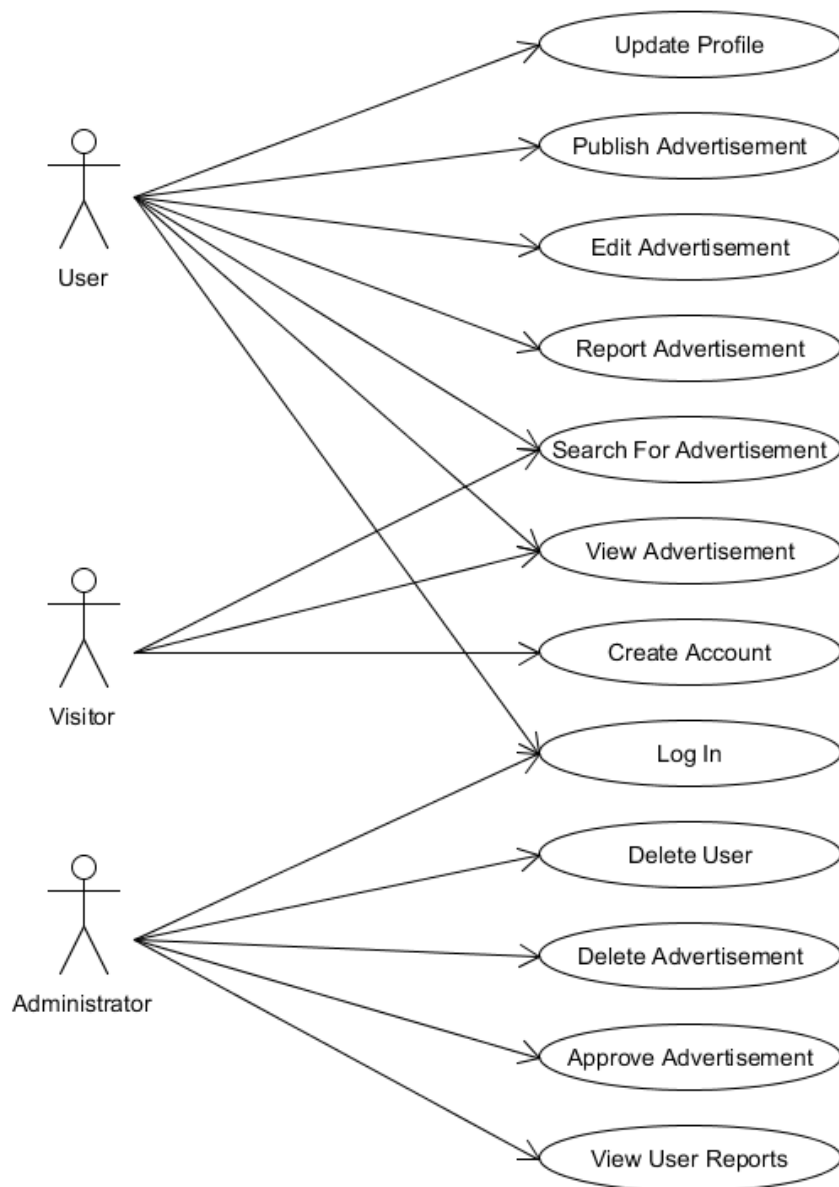 Update Profile
Publish Advertisement
User
Edit Advertisement
Report Advertisement
Search For Advertisement
View Advertisement
Create Account
Visitor
Log In
Delete User
Delete Advertisement
Administrator
Approve Advertisement
View User Reports